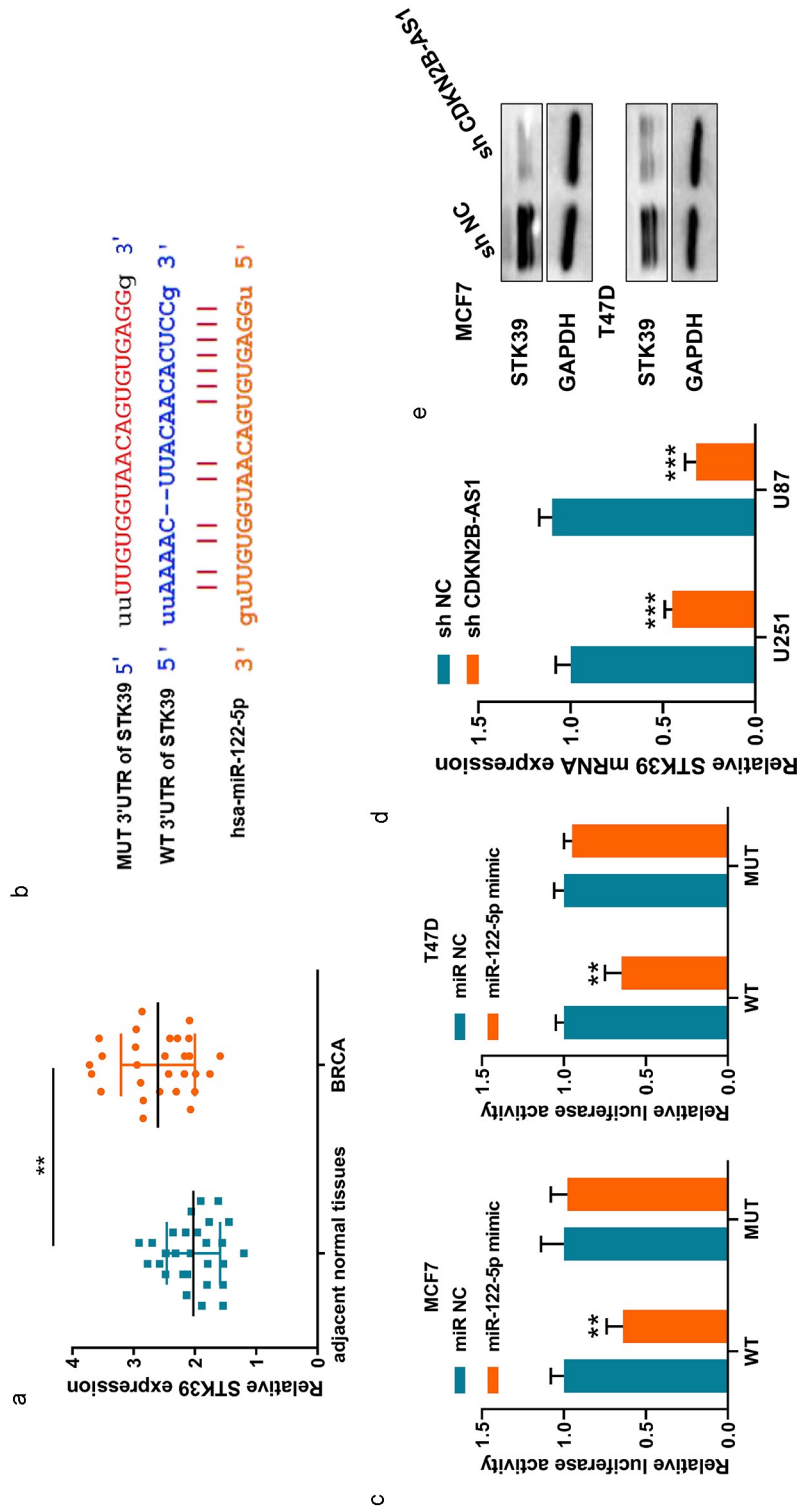 a
Relative STK39 expression
4
3
2
1
0
**
adjacent normal tissues
BRCA
b
MUT 3'UTR of STK39 5' uuUUGUGGUAACAGUGUGAGGg 3'
WT 3'UTR of STK39 5' uuAAAAC--UUACAACACUCCg 3'
hsa-miR-122-5p 3' guUUGUGGUAACAGUGUGAGGu 5'
c
MCF7
miR NC
miR-122-5p mimic
Relative luciferase activity
1.5
1.0
0.5
0.0
**
WT
MUT
T47D
miR NC
miR-122-5p mimic
Relative luciferase activity
1.5
1.0
0.5
0.0
**
WT
MUT
d
sh NC
sh CDKN2B-AS1
Relative STK39 mRNA expression
1.5
1.0
0.5
0.0
***
***
U251
U87
e
MCF7
sh NC
sh CDKN2B-AS1
STK39
GAPDH
T47D
STK39
GAPDH